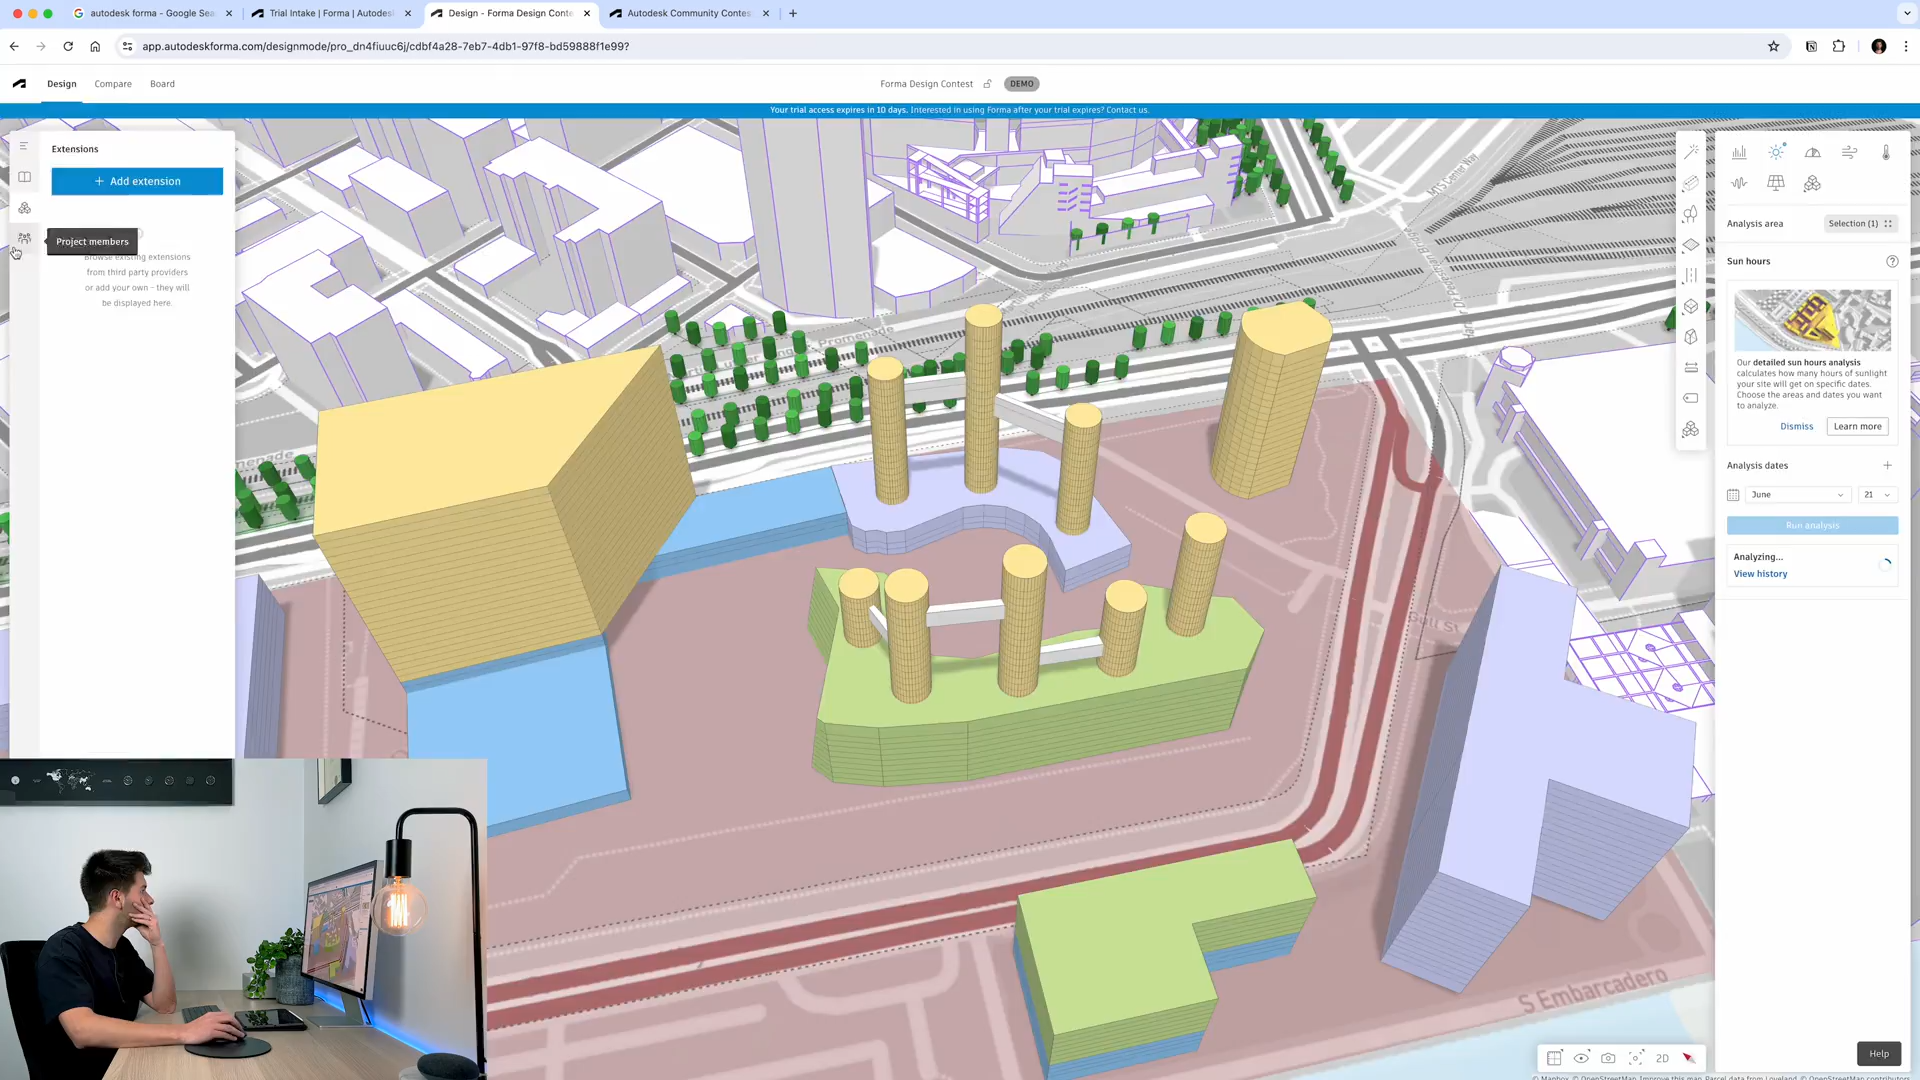 autodesk forma - Google Sea
Trial Intake | Forma | Autodes
Design - Forma Design Conte
Autodesk Community Contes
app.autodeskforma.com/designmode/pro_dn4fiuuc6j/cdbf4a28-7eb7-4db1-97f8-bd59888f1e99?
Design
Compare
Board
Forma Design Contest
DEMO
Your trial access expires in 10 days. Interested in using Forma after your trial expires? Contact us.
Extensions
+ Add extension
Project members
Browse existing extensions
from third party providers
or add your own - they will
be displayed here.
Promenade
S Embarcadero
Analysis area
Selection (1)
Sun hours
Our detailed sun hours analysis
calculates how many hours of sunlight
your site will get on specific dates.
Choose the areas and dates you want
to analyze.
Dismiss
Learn more
Analysis dates
June
21
Run analysis
Analyzing...
View history
2D
Help